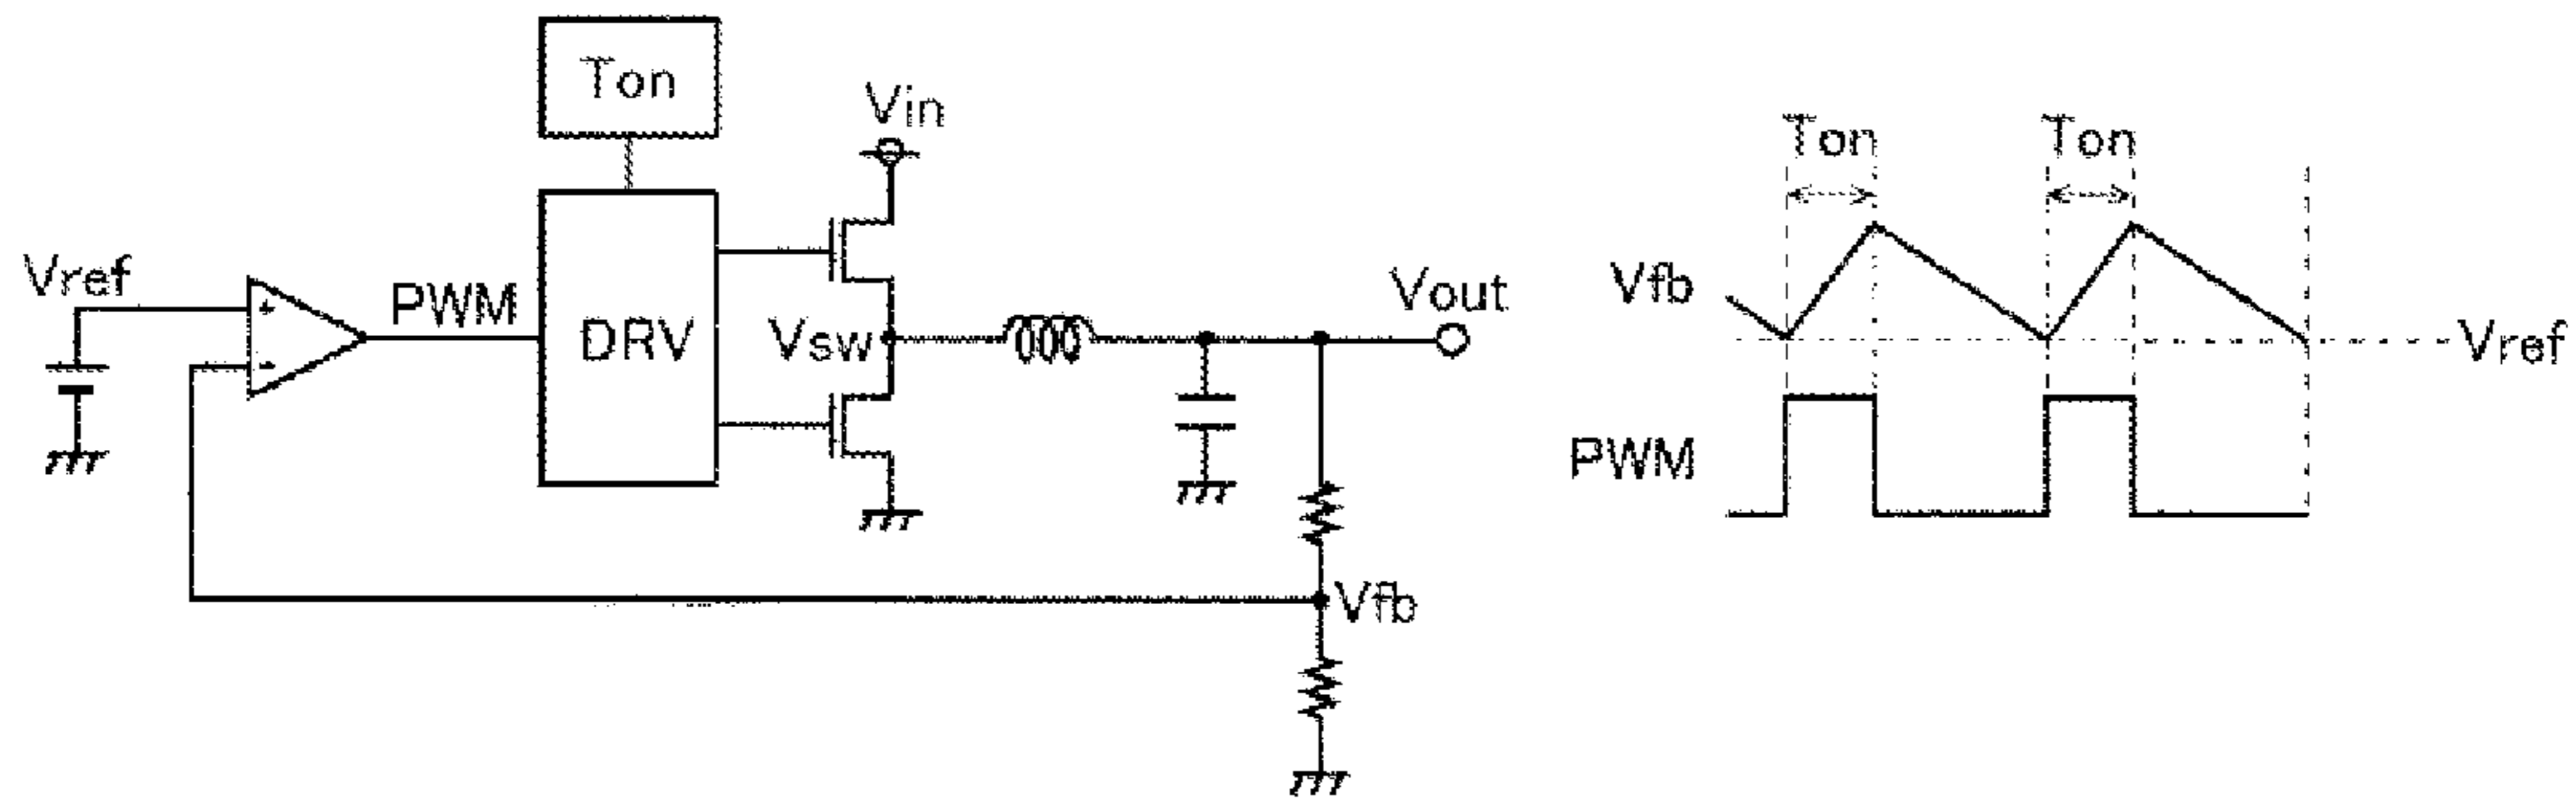 Ton
Vin
Vref
PWM
DRV
Vsw
Vout
Vfb
+
-
Ton Ton
Vfb
Vref
PWM